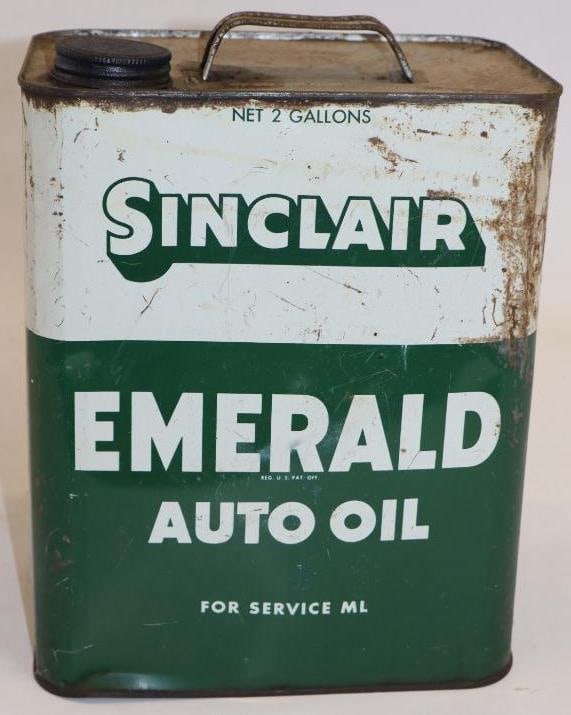 NET 2 GALLONS
SINCLAIR
EMERALD
REG. U. S. PAT. OFF.
AUTO OIL
FOR SERVICE ML